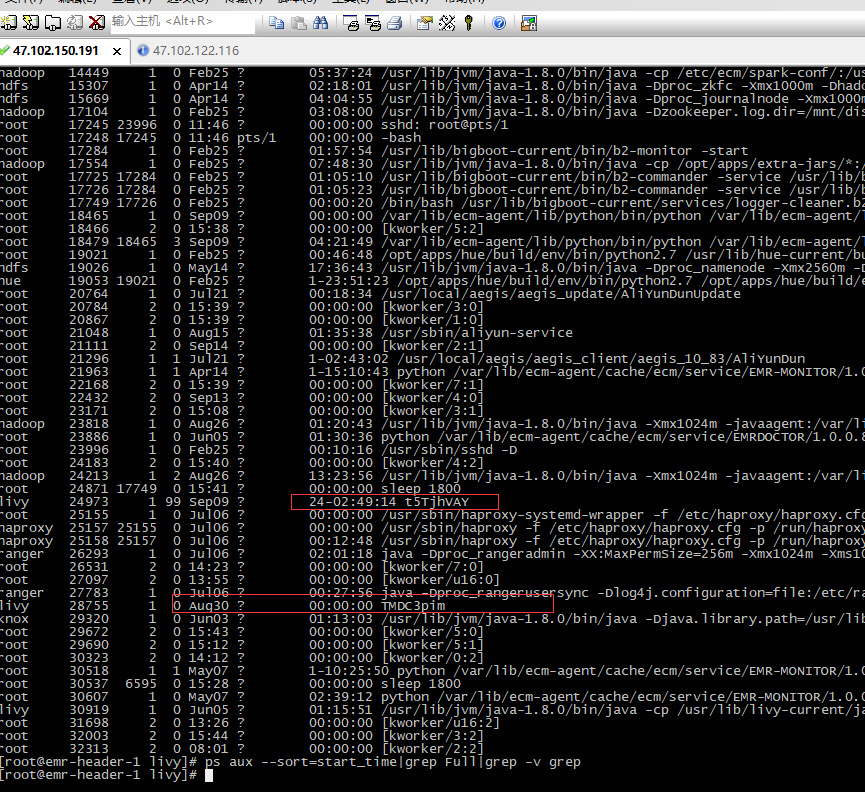 输入主机 <Alt+R>
47.102.150.191 × 47.102.122.116
hadoop 14449 1 0 Feb25 ? 05:37:24 /usr/lib/jvm/java-1.8.0/bin/java -cp /etc/ecm/spark-conf/:/us
hdfs 15307 1 0 Apr14 ? 02:18:01 /usr/lib/jvm/java-1.8.0/bin/java -Dproc_zkfc -Xmx1000m -Dhado
hdfs 15669 1 0 Apr14 ? 04:04:55 /usr/lib/jvm/java-1.8.0/bin/java -Dproc_journalnode -Xmx1000m
hadoop 17104 1 0 Feb25 ? 03:08:00 /usr/lib/jvm/java-1.8.0/bin/java -Dzookeeper.log.dir=/mnt/dis
root 17245 23996 0 11:46 ? 00:00:00 sshd: root@pts/1
root 17248 17245 0 11:46 pts/1 00:00:00 -bash
root 17284 1 0 Feb25 ? 01:57:54 /usr/lib/bigboot-current/bin/b2-monitor -start
hadoop 17554 1 0 Feb25 ? 07:48:30 /usr/lib/jvm/java-1.8.0/bin/java -cp /opt/apps/extra-jars/*:/
root 17725 17284 0 Feb25 ? 01:05:10 /usr/lib/bigboot-current/bin/b2-commander -service /usr/lib/b
root 17726 17284 0 Feb25 ? 01:05:23 /usr/lib/bigboot-current/bin/b2-commander -service /usr/lib/b
root 17749 17726 0 Feb25 ? 00:00:20 /bin/bash /usr/lib/bigboot-current/services/logger-cleaner.b2
root 18465 1 0 Sep09 ? 00:00:00 /var/lib/ecm-agent/lib/python/bin/python /var/lib/ecm-agent/l
root 18466 2 0 15:38 ? 00:00:00 [kworker/5:2]
root 18479 18465 3 Sep09 ? 04:21:49 /var/lib/ecm-agent/lib/python/bin/python /var/lib/ecm-agent/l
root 19021 1 0 Feb25 ? 00:46:48 /opt/apps/hue/build/env/bin/python2.7 /usr/lib/hue-current/bu
hdfs 19026 1 0 May14 ? 17:36:43 /usr/lib/jvm/java-1.8.0/bin/java -Dproc_namenode -Xmx2560m -D
hue 19053 19021 0 Feb25 ? 1-23:51:23 /opt/apps/hue/build/env/bin/python2.7 /opt/apps/hue/build/e
root 20764 1 0 Jul21 ? 00:18:34 /usr/local/aegis/aegis_update/AliYunDunUpdate
root 20784 2 0 15:39 ? 00:00:00 [kworker/3:0]
root 20867 2 0 15:39 ? 00:00:00 [kworker/1:0]
root 21048 1 0 Aug15 ? 01:35:38 /usr/sbin/aliyun-service
root 21111 2 0 Sep14 ? 00:00:00 [kworker/2:1]
root 21296 1 1 Jul21 ? 1-02:43:02 /usr/local/aegis/aegis_client/aegis_10_83/AliYunDun
root 21963 1 1 Apr14 ? 1-15:10:43 python /var/lib/ecm-agent/cache/ecm/service/EMR-MONITOR/1.0
root 22168 2 0 15:39 ? 00:00:00 [kworker/7:1]
root 22432 2 0 Sep13 ? 00:00:00 [kworker/4:0]
root 23171 2 0 15:08 ? 00:00:00 [kworker/3:1]
hadoop 23818 1 0 Aug26 ? 01:20:43 /usr/lib/jvm/java-1.8.0/bin/java -Xmx1024m -javaagent:/var/li
root 23886 1 0 Jun05 ? 01:30:36 python /var/lib/ecm-agent/cache/ecm/service/EMRDOCTOR/1.0.0.8
root 23996 1 0 Feb25 ? 00:10:16 /usr/sbin/sshd -D
root 24183 2 0 15:40 ? 00:00:00 [kworker/4:2]
hadoop 24213 1 2 Aug26 ? 13:23:56 /usr/lib/jvm/java-1.8.0/bin/java -Xmx1024m -javaagent:/var/li
root 24871 17749 0 15:41 ? 00:00:00 sleep 1800
livy 24973 1 99 Sep09 ? 24-02:49:14 t5TjhVAY
root 25155 1 0 Jul06 ? 00:00:00 /usr/sbin/haproxy-systemd-wrapper -f /etc/haproxy/haproxy.cfg
haproxy 25157 25155 0 Jul06 ? 00:00:00 /usr/sbin/haproxy -f /etc/haproxy/haproxy.cfg -p /run/haproxy
haproxy 25158 25157 0 Jul06 ? 00:12:48 /usr/sbin/haproxy -f /etc/haproxy/haproxy.cfg -p /run/haproxy
ranger 26293 1 0 Jul06 ? 02:01:18 java -Dproc_rangeradmin -XX:MaxPermSize=256m -Xmx1024m -Xms10
root 26531 2 0 14:23 ? 00:00:00 [kworker/7:0]
root 27097 2 0 13:55 ? 00:00:00 [kworker/u16:0]
ranger 27783 1 0 Jul06 ? 00:27:56 java -Dproc_rangerusersync -Dlog4j.configuration=file:/etc/ra
livy 28755 1 0 Aug30 ? 00:00:00 TMDC3pim
knox 29320 1 0 Jun03 ? 01:13:03 /usr/lib/jvm/java-1.8.0/bin/java -Djava.library.path=/usr/lib
root 29672 2 0 15:43 ? 00:00:00 [kworker/5:0]
root 29690 2 0 15:12 ? 00:00:00 [kworker/5:1]
root 30323 2 0 14:12 ? 00:00:00 [kworker/0:2]
root 30518 1 1 May07 ? 1-10:25:50 python /var/lib/ecm-agent/cache/ecm/service/EMR-MONITOR/1.0
root 30537 6595 0 15:28 ? 00:00:00 sleep 1800
root 30607 1 0 May07 ? 02:39:12 python /var/lib/ecm-agent/cache/ecm/service/EMR-MONITOR/1.0.0
livy 30919 1 0 Jun05 ? 01:15:51 /usr/lib/jvm/java-1.8.0/bin/java -cp /usr/lib/livy-current/ja
root 31698 2 0 13:26 ? 00:00:00 [kworker/u16:2]
root 32003 2 0 15:44 ? 00:00:00 [kworker/3:2]
root 32313 2 0 08:01 ? 00:00:00 [kworker/2:2]
[root@emr-header-1 livy]# ps aux --sort=start_time|grep Full|grep -v grep
[root@emr-header-1 livy]#